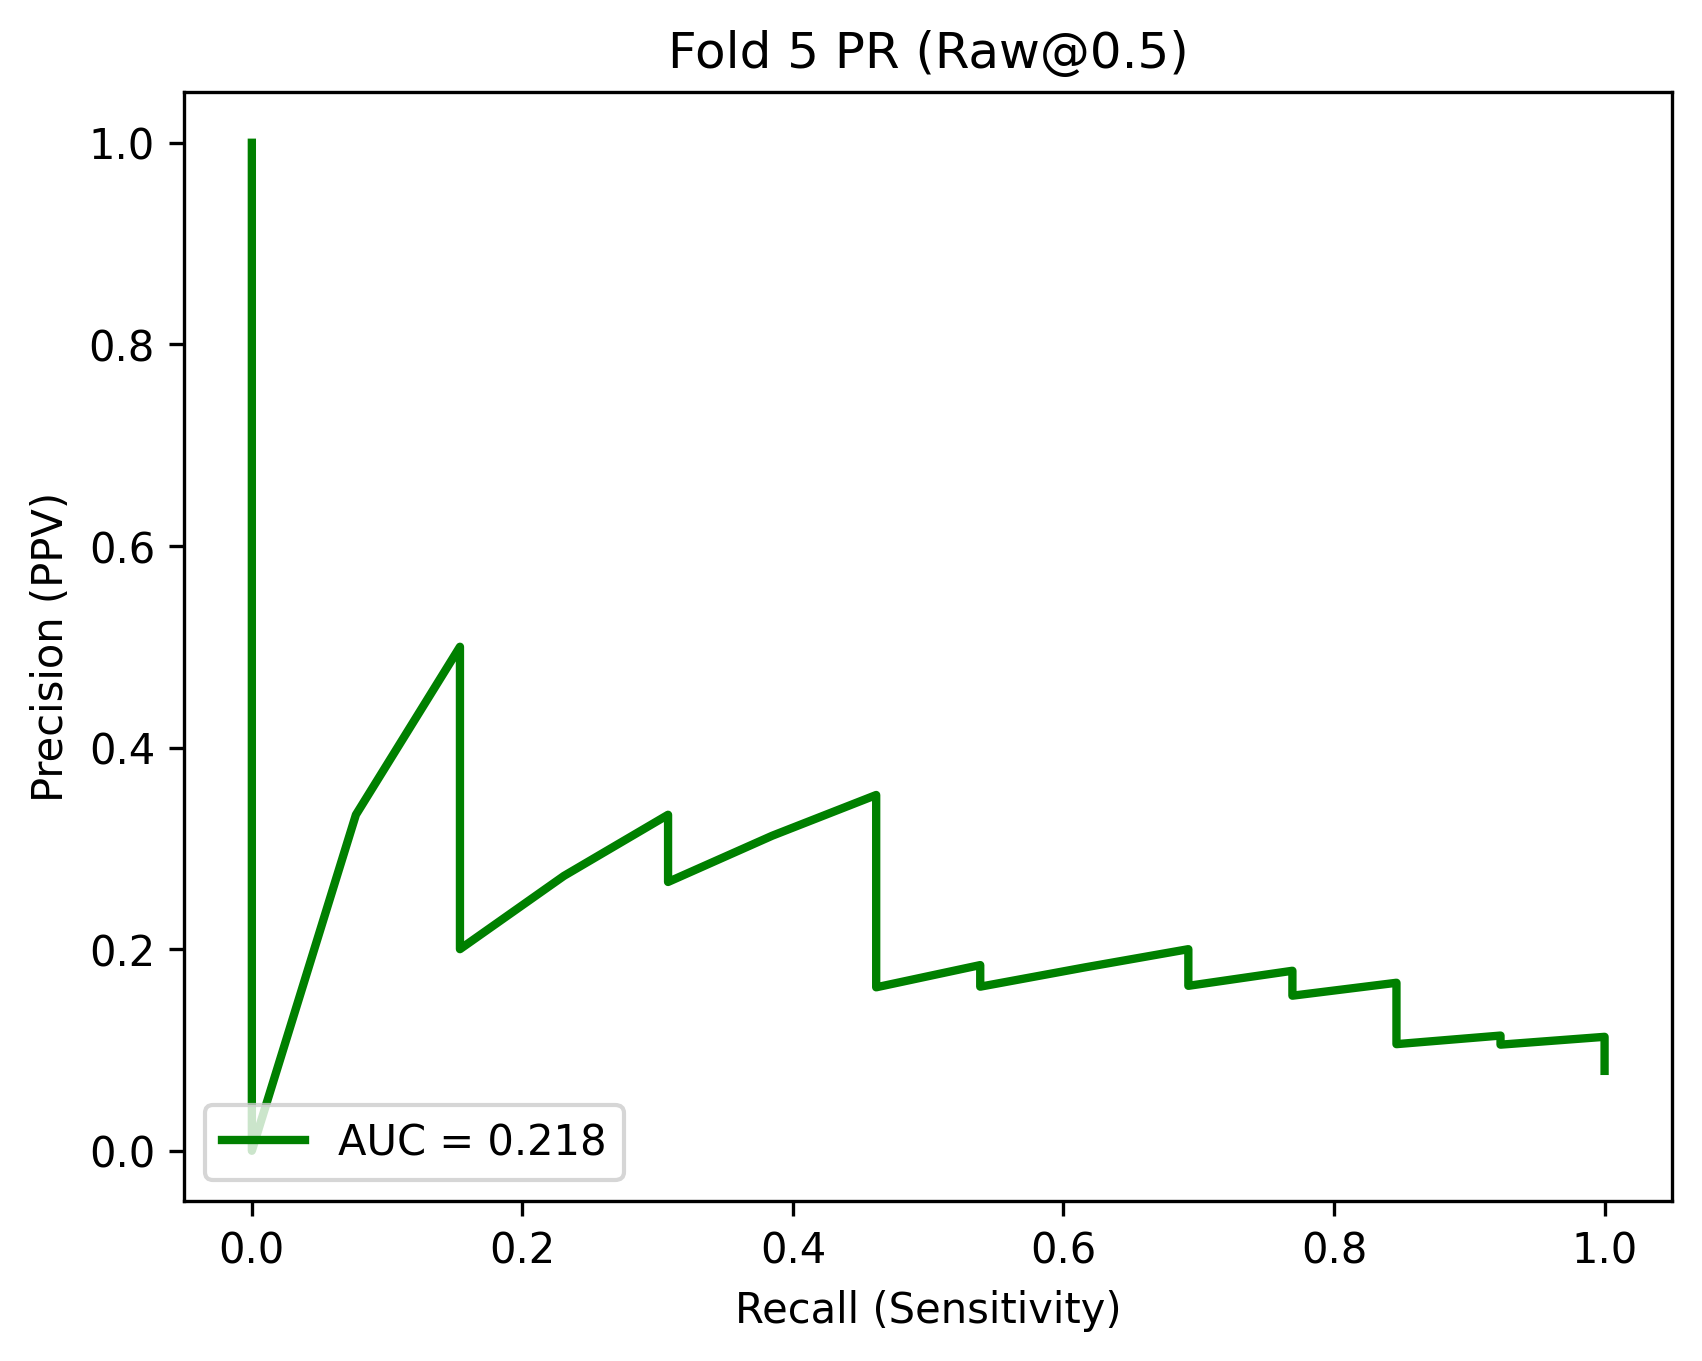 Fold 5 PR (Raw@0.5)
Precision (PPV)
1.0
0.8
0.6
0.4
0.2
0.0
AUC = 0.218
0.0 0.2 0.4 0.6 0.8 1.0
Recall (Sensitivity)